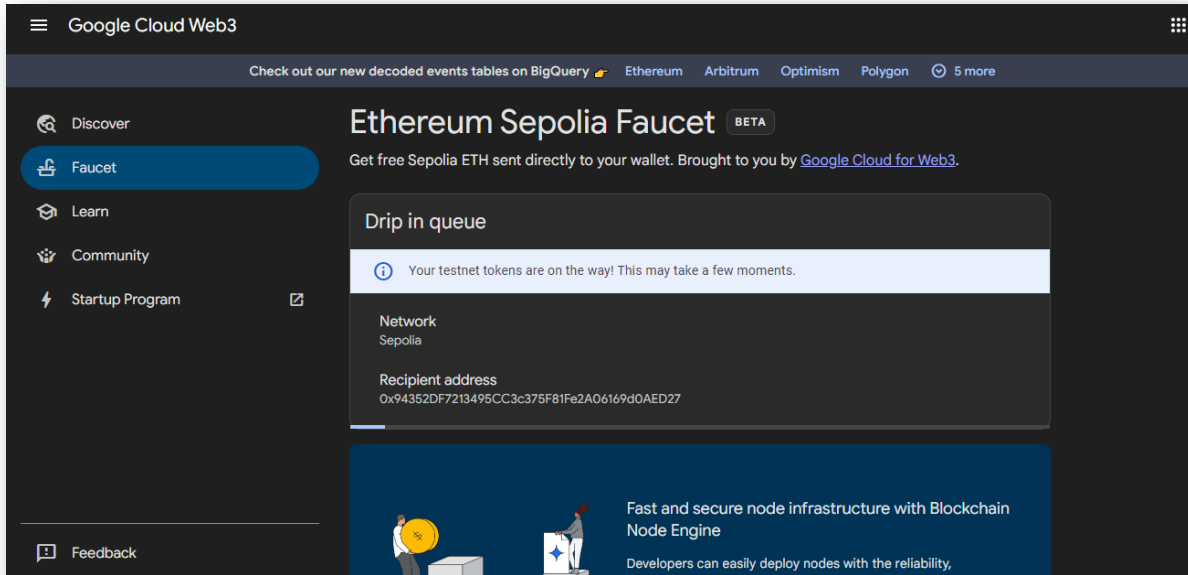 Google Cloud Web3
Check out our new decoded events tables on BigQuery 👉 Ethereum Arbitrum Optimism Polygon 5 more
Discover
Faucet
Learn
Community
Startup Program
Feedback
Ethereum Sepolia Faucet BETA
Get free Sepolia ETH sent directly to your wallet. Brought to you by Google Cloud for Web3.
Drip in queue
Your testnet tokens are on the way! This may take a few moments.
Network
Sepolia
Recipient address
0x94352DF7213495CC3c375F81Fe2A06169d0AED27
Fast and secure node infrastructure with Blockchain
Node Engine
Developers can easily deploy nodes with the reliability,